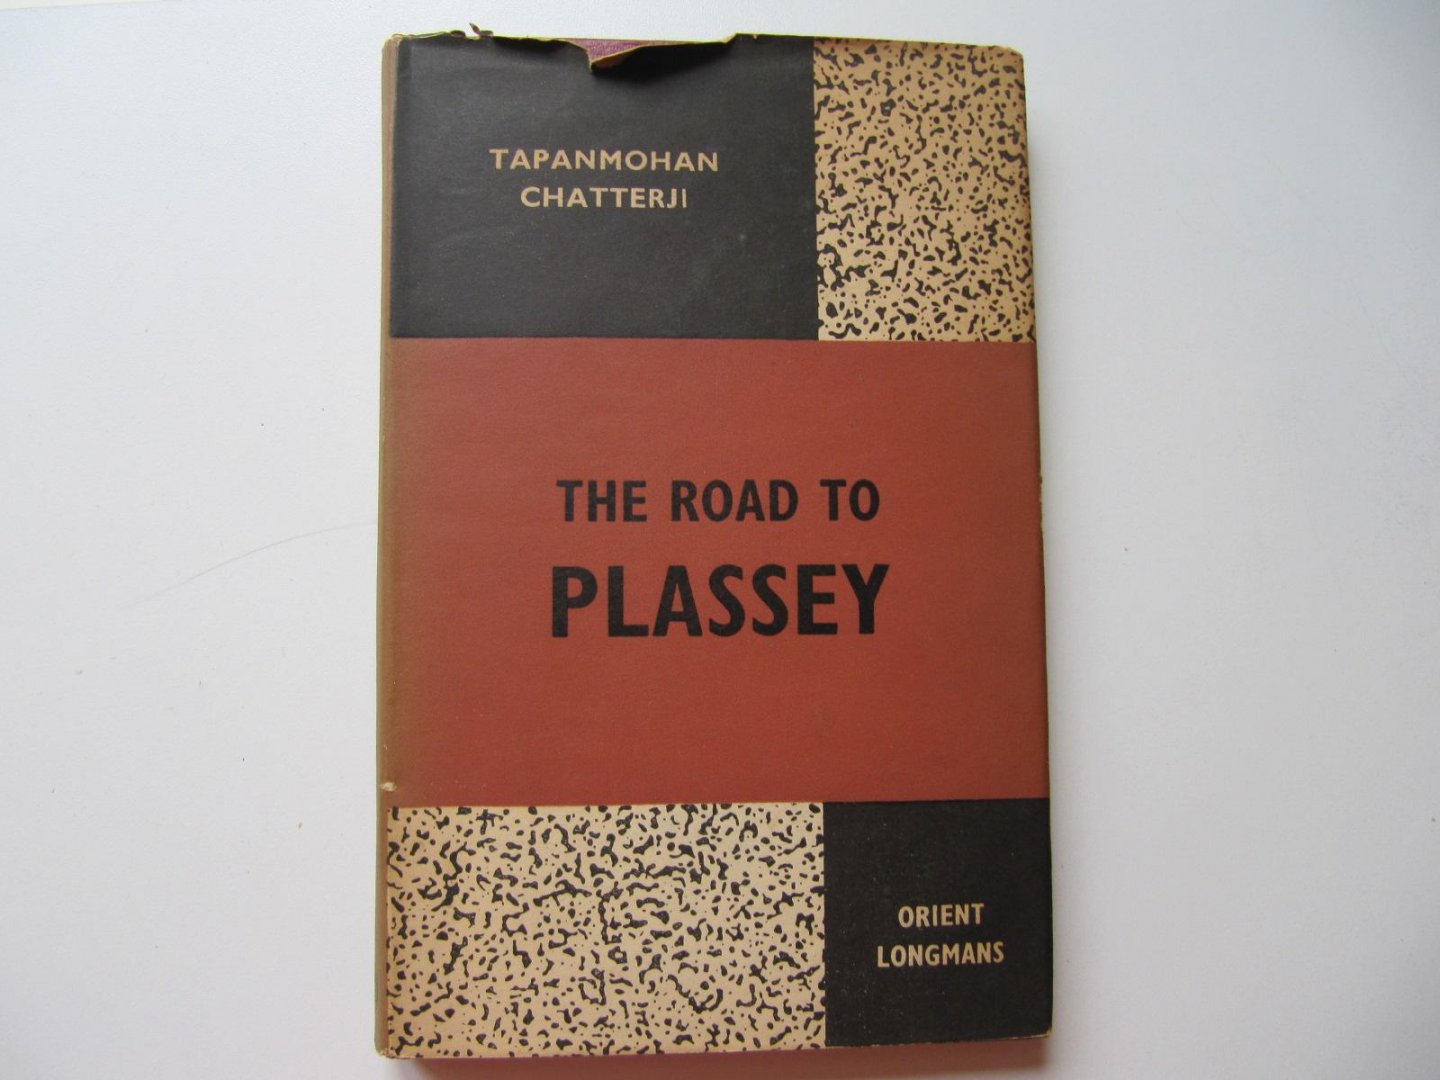 TAPANMOHAN
CHATTERJI
THE ROAD TO
PLASSEY
ORIENT
LONGMANS